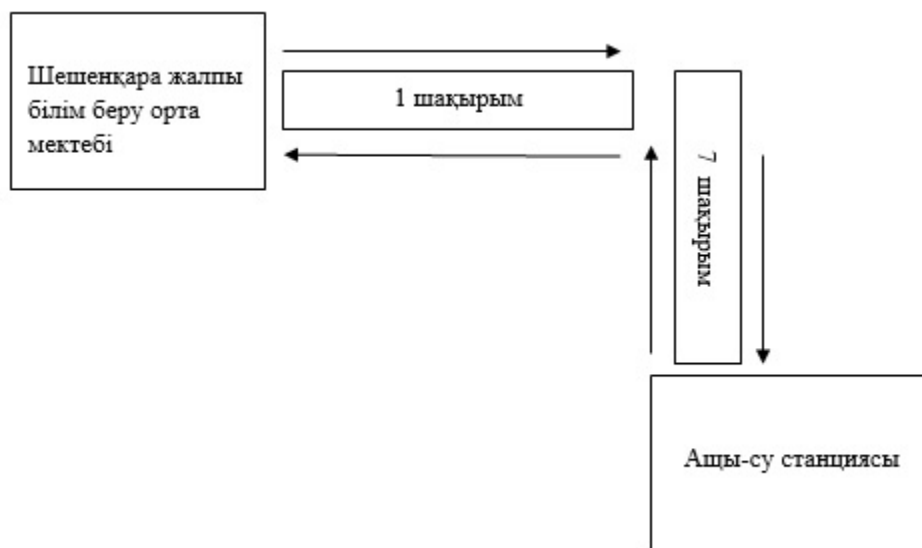 Шешенқара жалпы
білім беру орта
мектебі
1 шақырым
7 шақырым
Ащы-су станциясы